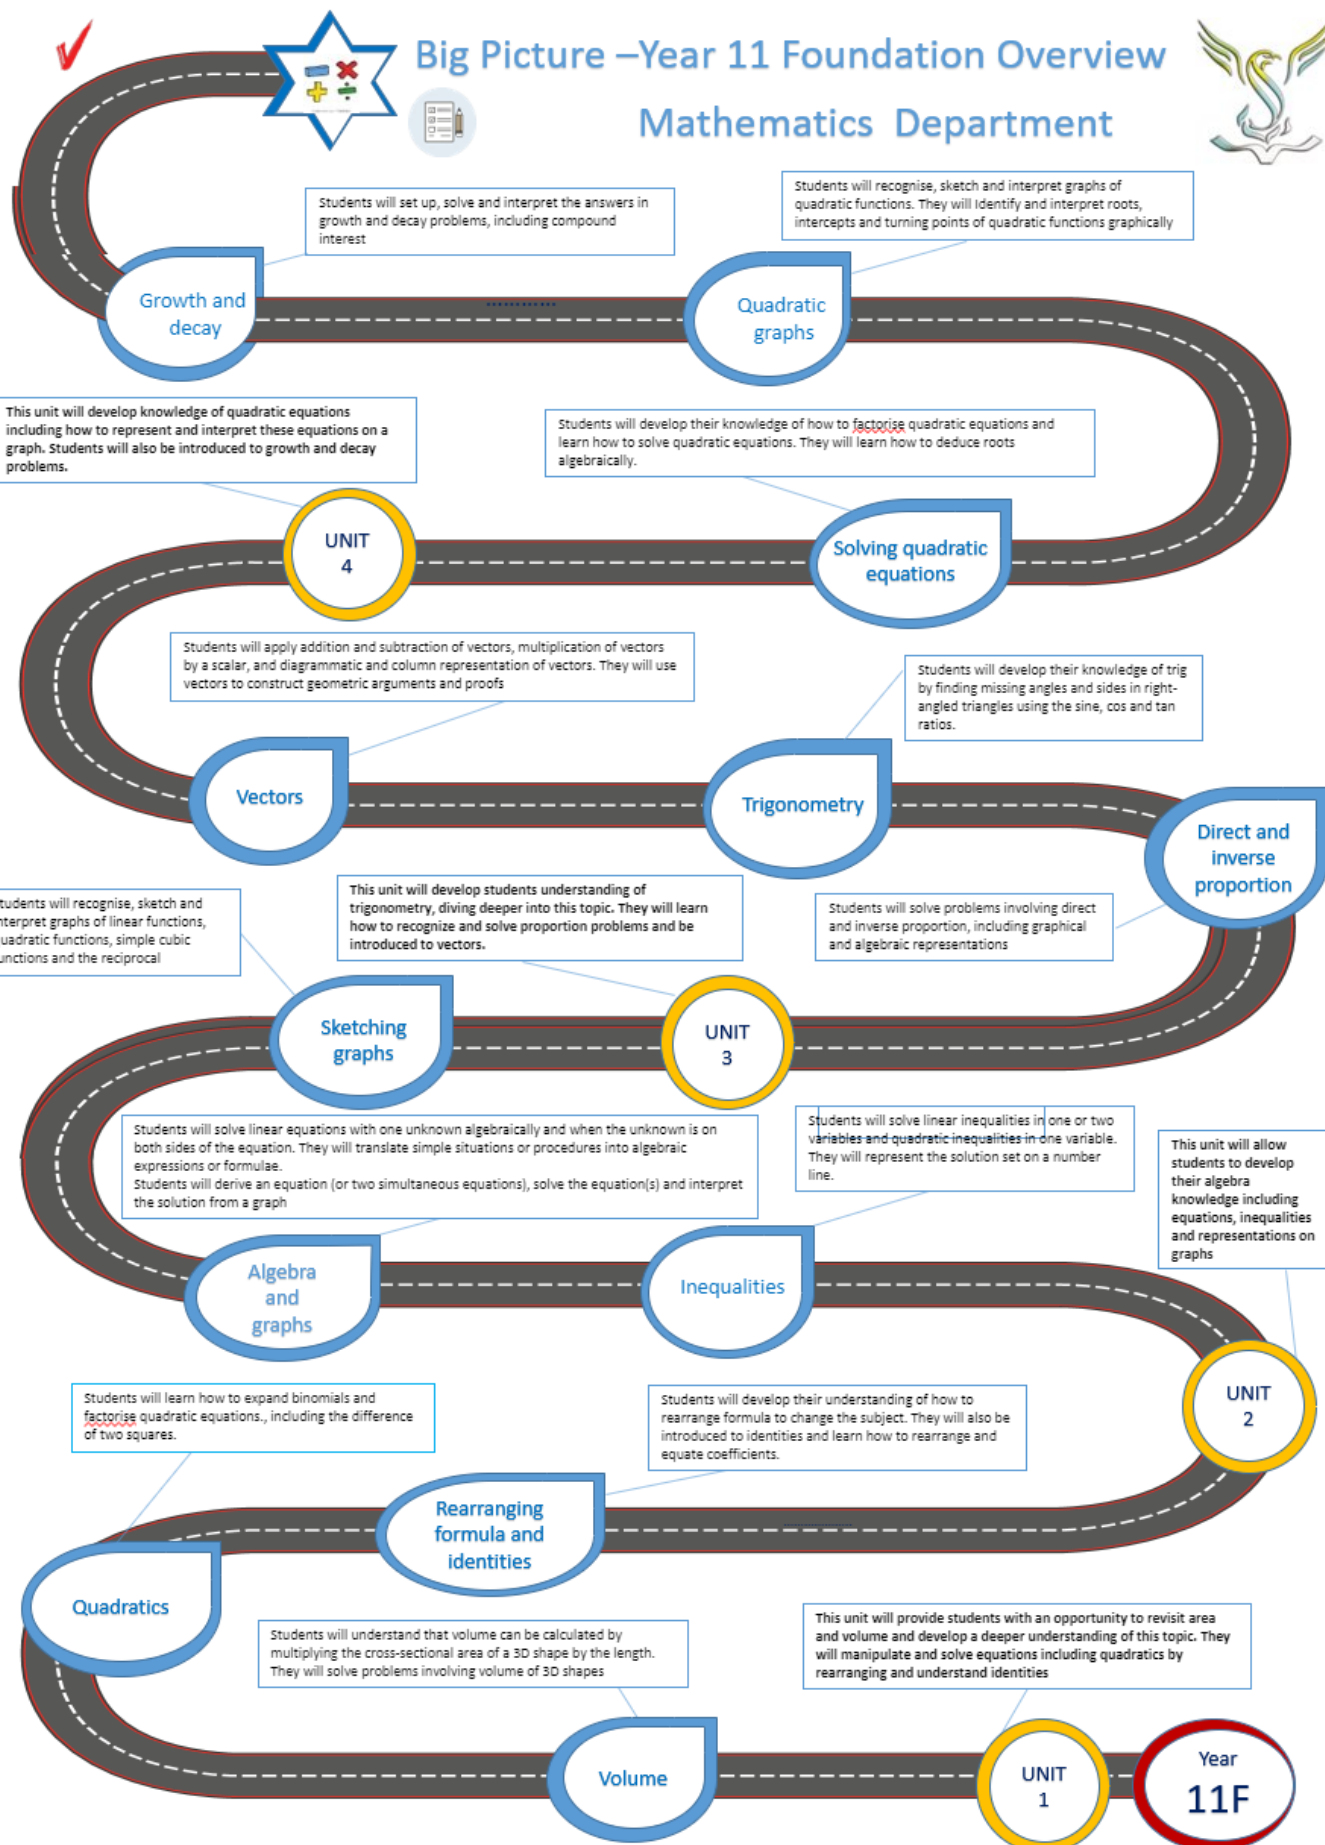 Big Picture –Year 11 Foundation Overview
Mathematics Department
Students will set up, solve and interpret the answers in
growth and decay problems, including compound
interest
Students will recognise, sketch and interpret graphs of
quadratic functions. They will Identify and interpret roots,
intercepts and turning points of quadratic functions graphically
Growth and
decay
Quadratic
graphs
This unit will develop knowledge of quadratic equations
including how to represent and interpret these equations on a
graph. Students will also be introduced to growth and decay
problems.
Students will develop their knowledge of how to factorise quadratic equations and
learn how to solve quadratic equations. They will learn how to deduce roots
algebraically.
UNIT
4
Solving quadratic
equations
Students will apply addition and subtraction of vectors, multiplication of vectors
by a scalar, and diagrammatic and column representation of vectors. They will use
vectors to construct geometric arguments and proofs
Students will develop their knowledge of trig
by finding missing angles and sides in right-
angled triangles using the sine, cos and tan
ratios.
Vectors
Trigonometry
Direct and
inverse
proportion
tudents will recognise, sketch and
nterpret graphs of linear functions,
uadratic functions, simple cubic
unctions and the reciprocal
This unit will develop students understanding of
trigonometry, diving deeper into this topic. They will learn
how to recognize and solve proportion problems and be
introduced to vectors.
Students will solve problems involving direct
and inverse proportion, including graphical
and algebraic representations
Sketching
graphs
UNIT
3
Students will solve linear equations with one unknown algebraically and when the unknown is on
both sides of the equation. They will translate simple situations or procedures into algebraic
expressions or formulae.
Students will derive an equation (or two simultaneous equations), solve the equation(s) and interpret
the solution from a graph
Students will solve linear inequalities in one or two
variables and quadratic inequalities in one variable.
They will represent the solution set on a number
line.
This unit will allow
students to develop
their algebra
knowledge including
equations, inequalities
and representations on
graphs
Algebra
and
graphs
Inequalities
UNIT
2
Students will learn how to expand binomials and
factorise quadratic equations., including the difference
of two squares.
Students will develop their understanding of how to
rearrange formula to change the subject. They will also be
introduced to identities and learn how to rearrange and
equate coefficients.
Rearranging
formula and
identities
Quadratics
Students will understand that volume can be calculated by
multiplying the cross-sectional area of a 3D shape by the length.
They will solve problems involving volume of 3D shapes
This unit will provide students with an opportunity to revisit area
and volume and develop a deeper understanding of this topic. They
will manipulate and solve equations including quadratics by
rearranging and understand identities
Volume
UNIT
1
Year
11F